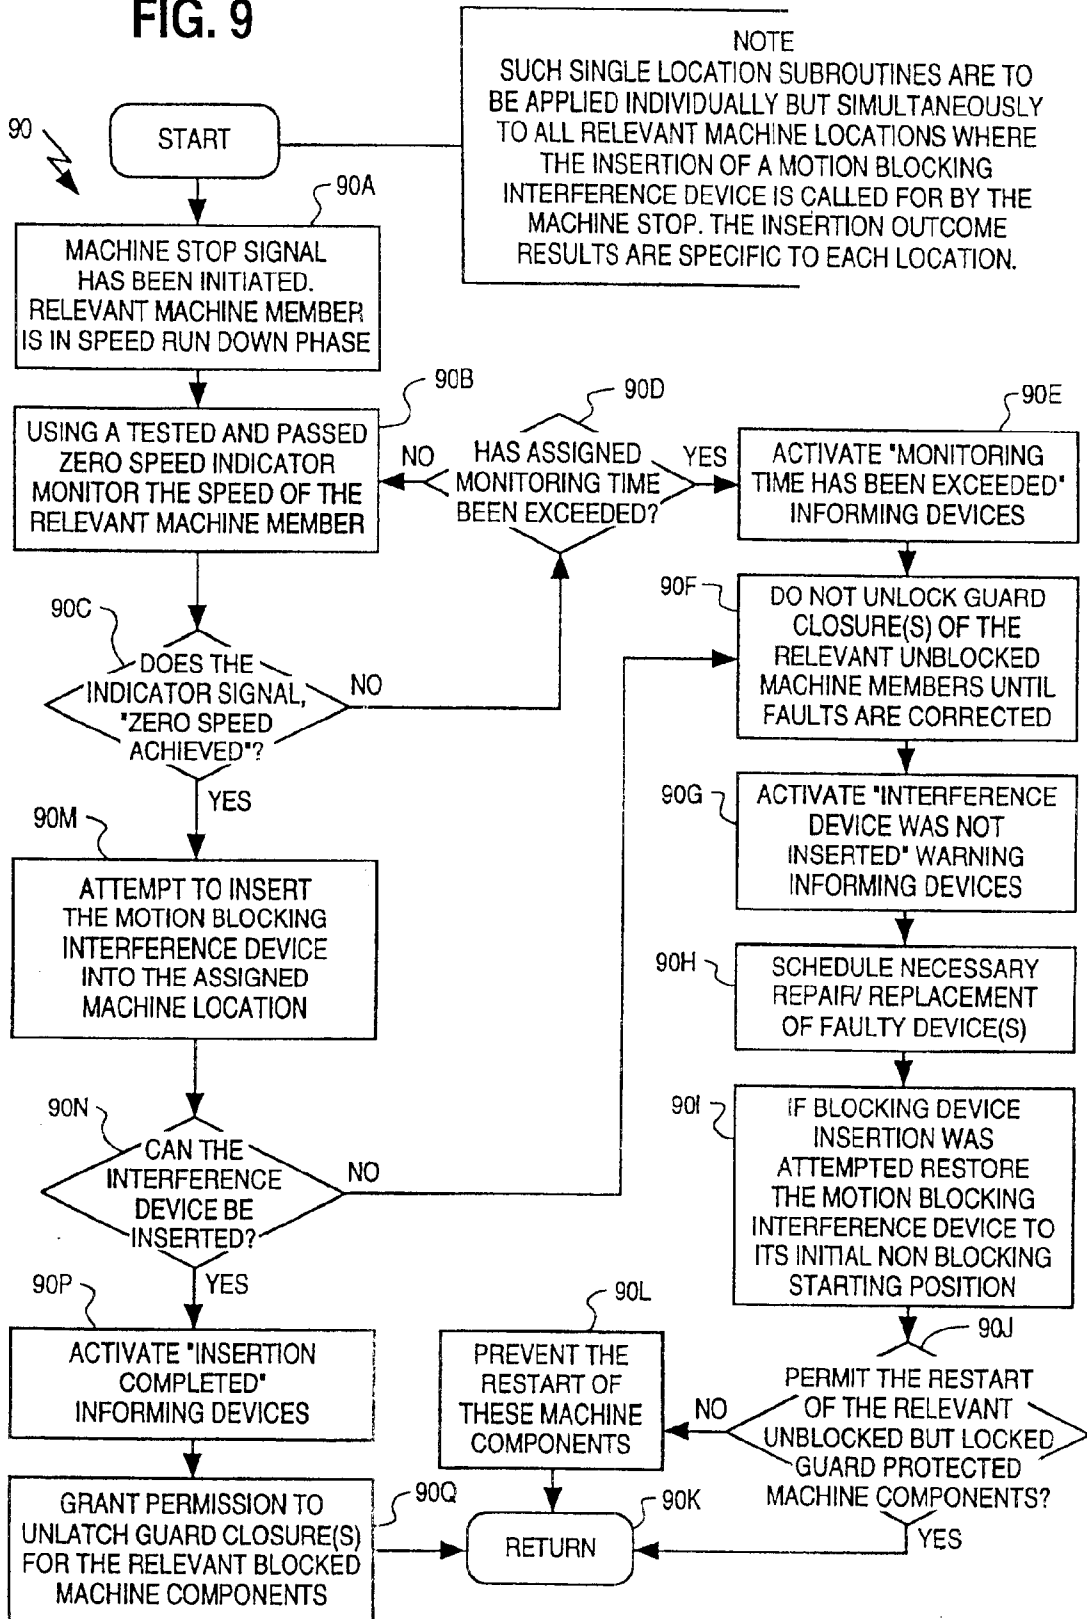 FIG. 9
NOTE
SUCH SINGLE LOCATION SUBROUTINES ARE TO
BE APPLIED INDIVIDUALLY BUT SIMULTANEOUSLY
TO ALL RELEVANT MACHINE LOCATIONS WHERE
THE INSERTION OF A MOTION BLOCKING
INTERFERENCE DEVICE IS CALLED FOR BY THE
MACHINE STOP. THE INSERTION OUTCOME
RESULTS ARE SPECIFIC TO EACH LOCATION.
90
START
90A
MACHINE STOP SIGNAL
HAS BEEN INITIATED.
RELEVANT MACHINE MEMBER
IS IN SPEED RUN DOWN PHASE
90B
USING A TESTED AND PASSED
ZERO SPEED INDICATOR
MONITOR THE SPEED OF THE
RELEVANT MACHINE MEMBER
90D
NO
HAS ASSIGNED
MONITORING TIME
BEEN EXCEEDED?
YES
90E
ACTIVATE "MONITORING
TIME HAS BEEN EXCEEDED"
INFORMING DEVICES
90C
DOES THE
INDICATOR SIGNAL,
"ZERO SPEED
ACHIEVED"?
NO
YES
90F
DO NOT UNLOCK GUARD
CLOSURE(S) OF THE
RELEVANT UNBLOCKED
MACHINE MEMBERS UNTIL
FAULTS ARE CORRECTED
90G
ACTIVATE "INTERFERENCE
DEVICE WAS NOT
INSERTED" WARNING
INFORMING DEVICES
90M
ATTEMPT TO INSERT
THE MOTION BLOCKING
INTERFERENCE DEVICE
INTO THE ASSIGNED
MACHINE LOCATION
90H
SCHEDULE NECESSARY
REPAIR/ REPLACEMENT
OF FAULTY DEVICE(S)
90N
CAN THE
INTERFERENCE
DEVICE BE
INSERTED?
NO
YES
90I
IF BLOCKING DEVICE
INSERTION WAS
ATTEMPTED RESTORE
THE MOTION BLOCKING
INTERFERENCE DEVICE TO
ITS INITIAL NON BLOCKING
STARTING POSITION
90P
ACTIVATE "INSERTION
COMPLETED"
INFORMING DEVICES
90L
PREVENT THE
RESTART OF
THESE MACHINE
COMPONENTS
90J
NO
PERMIT THE RESTART
OF THE RELEVANT
UNBLOCKED BUT LOCKED
GUARD PROTECTED
MACHINE COMPONENTS?
YES
90Q
GRANT PERMISSION TO
UNLATCH GUARD CLOSURE(S)
FOR THE RELEVANT BLOCKED
MACHINE COMPONENTS
90K
RETURN